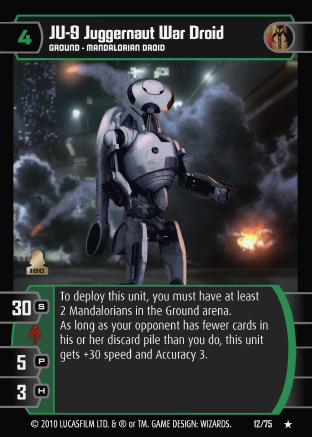 4
JU-9 Juggernaut War Droid
GROUND - MANDALORIAN DROID
IDC
30 S
5 P
3 H
To deploy this unit, you must have at least
2 Mandalorians in the Ground arena.
As long as your opponent has fewer cards in
his or her discard pile than you do, this unit
gets +30 speed and Accuracy 3.
© 2010 LUCASFILM LTD. & ® or TM. GAME DESIGN: WIZARDS. 12/75